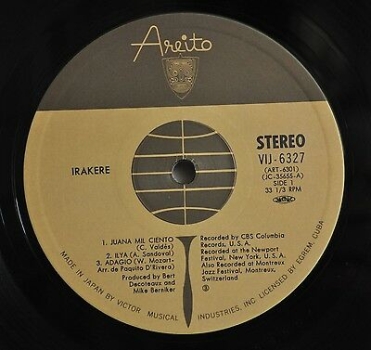 Areito
IRAKERE
STEREO
VIJ-6327
(ART-6301)
(JC-35655-A)
SIDE 1
33 1/3 RPM
1. JUANA MIL CIENTO
(C. Valdés)
2. ILYA (A. Sandoval)
3. ADAGIO (W. Mozart-
Arr. de Paquito D'Rivera)
Produced by Bert
Decoteaux and
Mike Berniker
Recorded by CBS Columbia
Records, U.S.A.
Recorded at the Newport
Festival, New York, U.S.A.
Also Recorded at Montreux
Jazz Festival, Montreux,
Switzerland
③
MADE IN JAPAN BY VICTOR MUSICAL INDUSTRIES, INC. LICENSED BY EGREM, CUBA